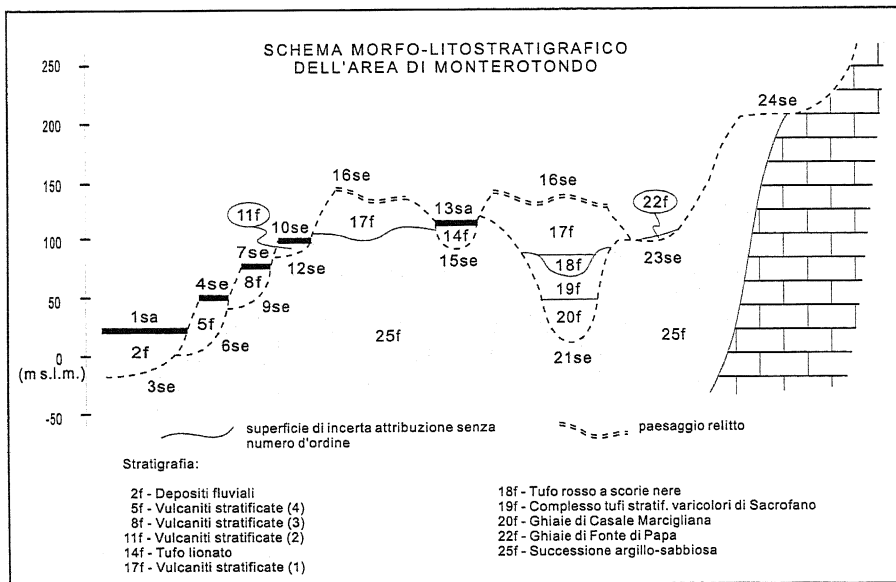 SCHEMA MORFO-LITOSTRATIGRAFICO
DELL'AREA DI MONTEROTONDO
250
200
150
100
50
0
(m s.l.m.)
-50
24se
16se
16se
13sa
22f
11f
10se
17f
14f
17f
7se
12se
15se
18f
23se
4se
8f
19f
1sa
5f
9se
20f
2f
6se
25f
21se
25f
3se
superficie di incerta attribuzione senza
numero d'ordine
paesaggio relitto
Stratigrafia:
2f - Depositi fluviali
5f - Vulcaniti stratificate (4)
8f - Vulcaniti stratificate (3)
11f - Vulcaniti stratificate (2)
14f - Tufo lionato
17f - Vulcaniti stratificate (1)
18f - Tufo rosso a scorie nere
19f - Complesso tufi stratif. varicolori di Sacrofano
20f - Ghiaie di Casale Marcigliana
22f - Ghiaie di Fonte di Papa
25f - Successione argillo-sabbiosa